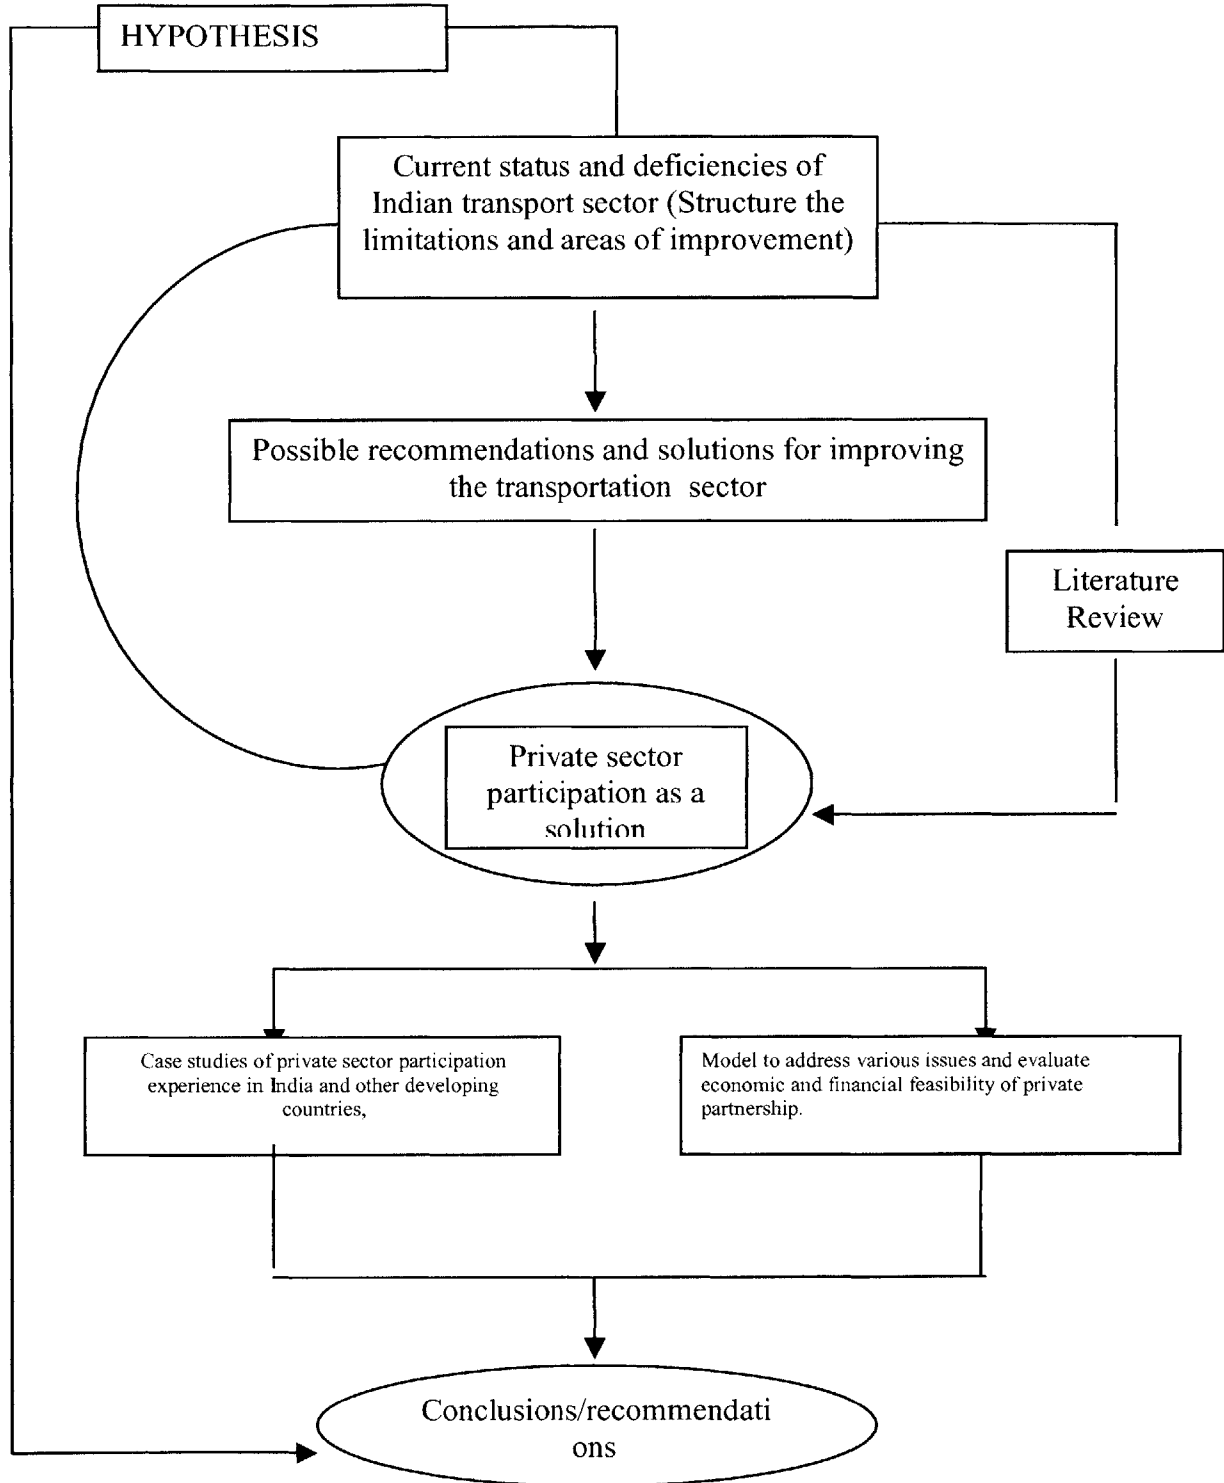 HYPOTHESIS
Current status and deficiencies of
Indian transport sector (Structure the
limitations and areas of improvement)
Possible recommendations and solutions for improving
the transportation sector
Literature
Review
Private sector
participation as a
solution
Case studies of private sector participation
experience in India and other developing
countries,
Model to address various issues and evaluate
economic and financial feasibility of private
partnership.
Conclusions/recommendati
ons